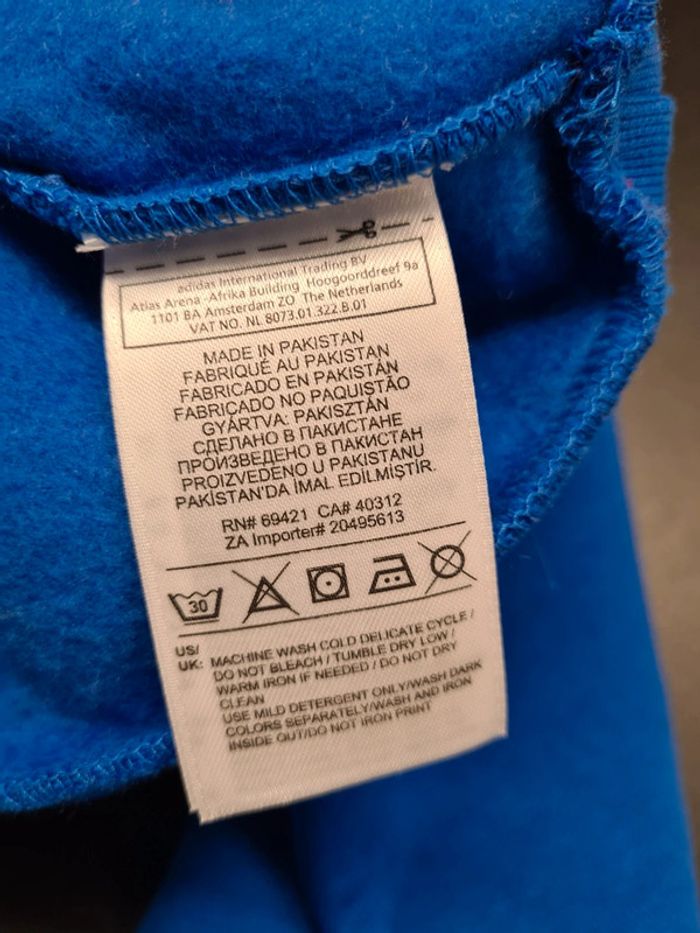 adidas International Trading BV
Atlas Arena -Afrika Building Hoogoorddreef 9a
1101 BA Amsterdam ZO The Netherlands
VAT NO. NL 8073.01.322.B.01
MADE IN PAKISTAN
FABRIQUÉ AU PAKISTAN
FABRICADO EN PAKISTÁN
FABRICADO NO PAQUISTÃO
GYÁRTVA: PAKISZTÁN
СДЕЛАНО В ПАКИСТАНЕ
ПРОИЗВЕДЕНО В ПАКИСТАН
PROIZVEDENO U PAKISTANU
PAKİSTAN'DA İMAL EDİLMİŞTİR.
RN# 69421 CA# 40312
ZA Importer# 20495613
30
US/
UK: MACHINE WASH COLD DELICATE CYCLE /
DO NOT BLEACH / TUMBLE DRY LOW /
WARM IRON IF NEEDED / DO NOT DRY
CLEAN
USE MILD DETERGENT ONLY/WASH DARK
COLORS SEPARATELY/WASH AND IRON
INSIDE OUT/DO NOT IRON PRINT